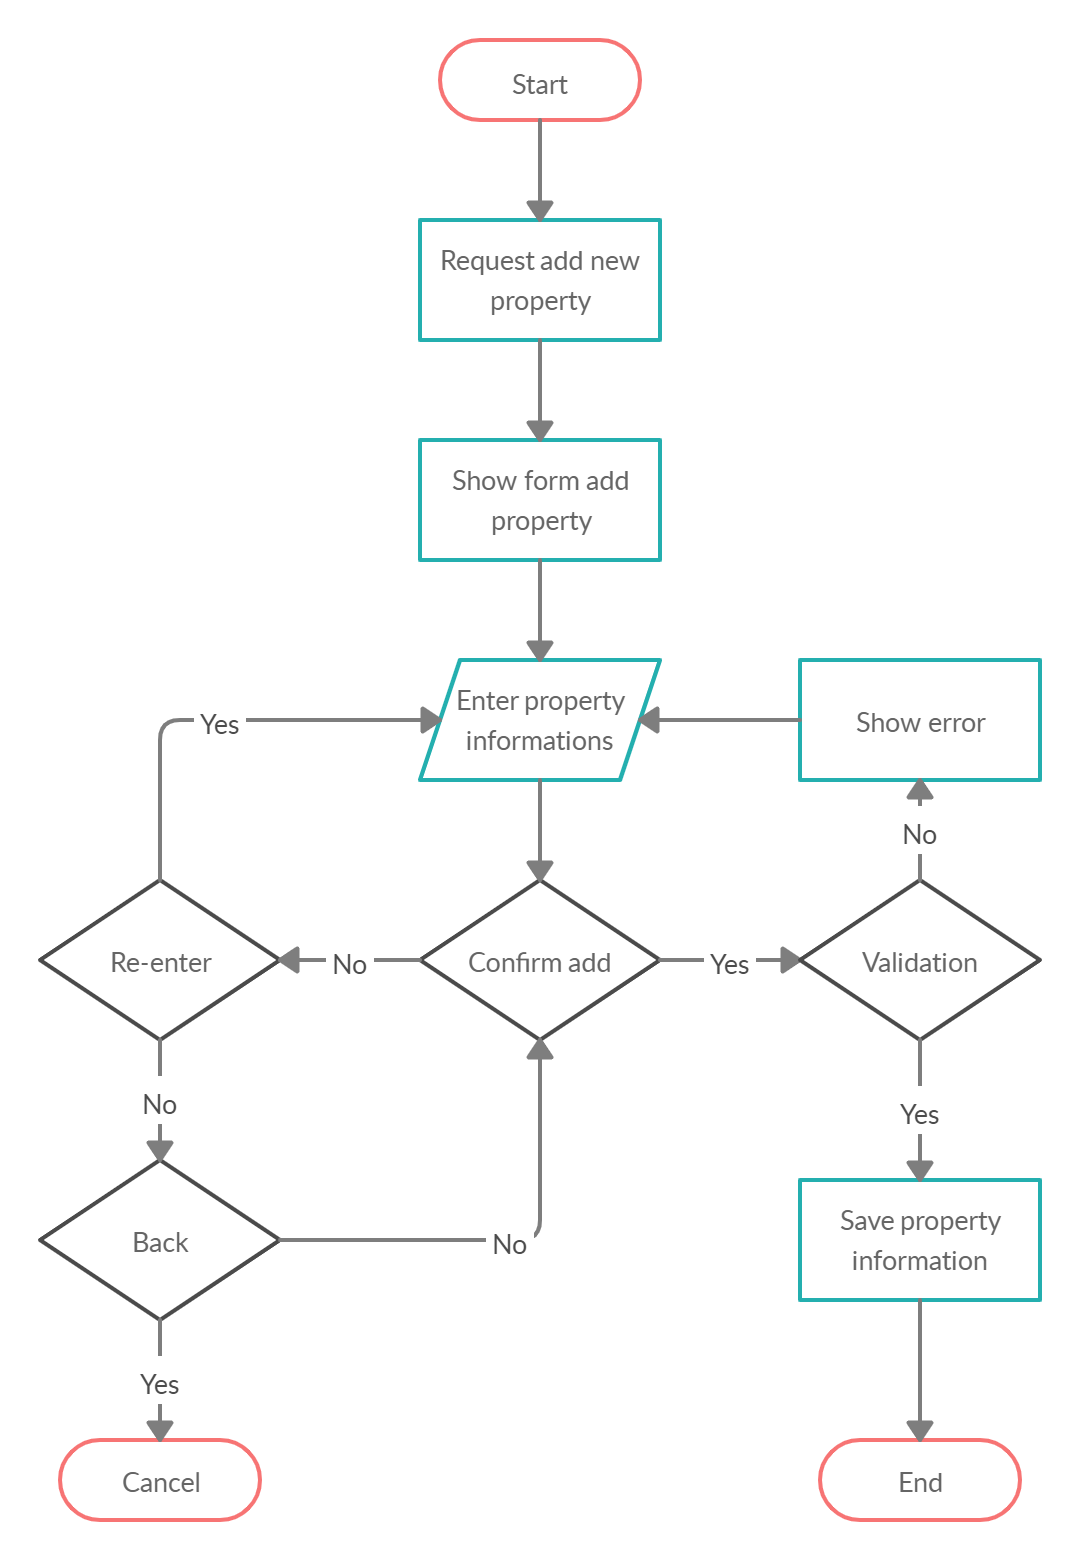 Start
Request add new
property
Show form add
property
Enter property
informations
Show error
Yes
No
Re-enter
No
Confirm add
Yes
Validation
No
Yes
Back
No
Save property
information
Yes
Cancel
End